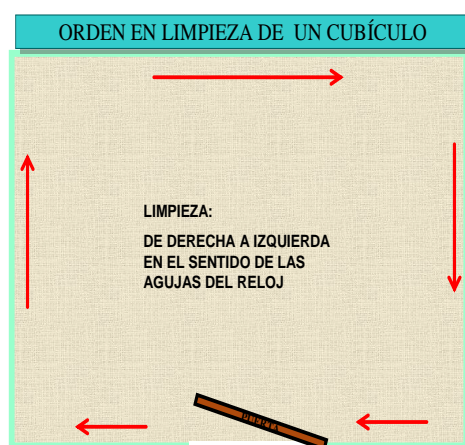 ORDEN EN LIMPIEZA DE UN CUBÍCULO
LIMPIEZA:
DE DERECHA A IZQUIERDA
EN EL SENTIDO DE LAS
AGUJAS DEL RELOJ
PUERTA